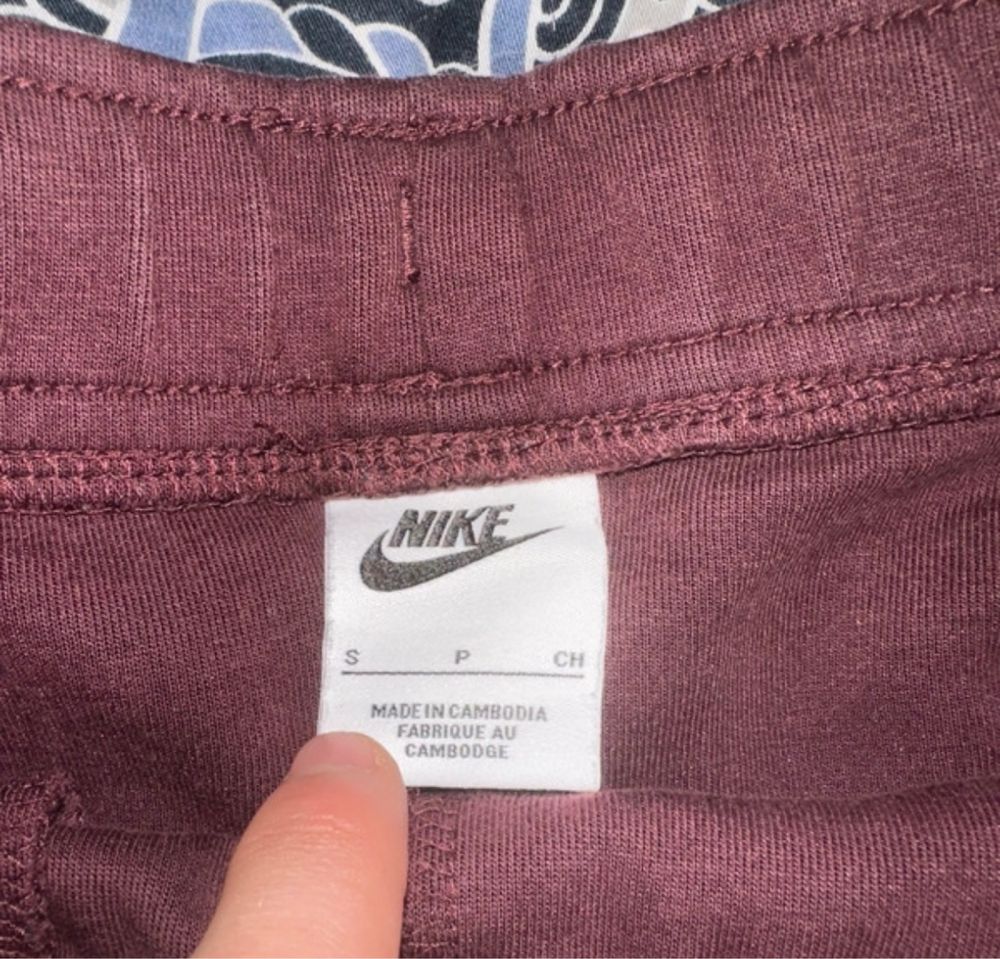 NIKE
S P CH
MADE IN CAMBODIA
FABRIQUE AU
CAMBODGE